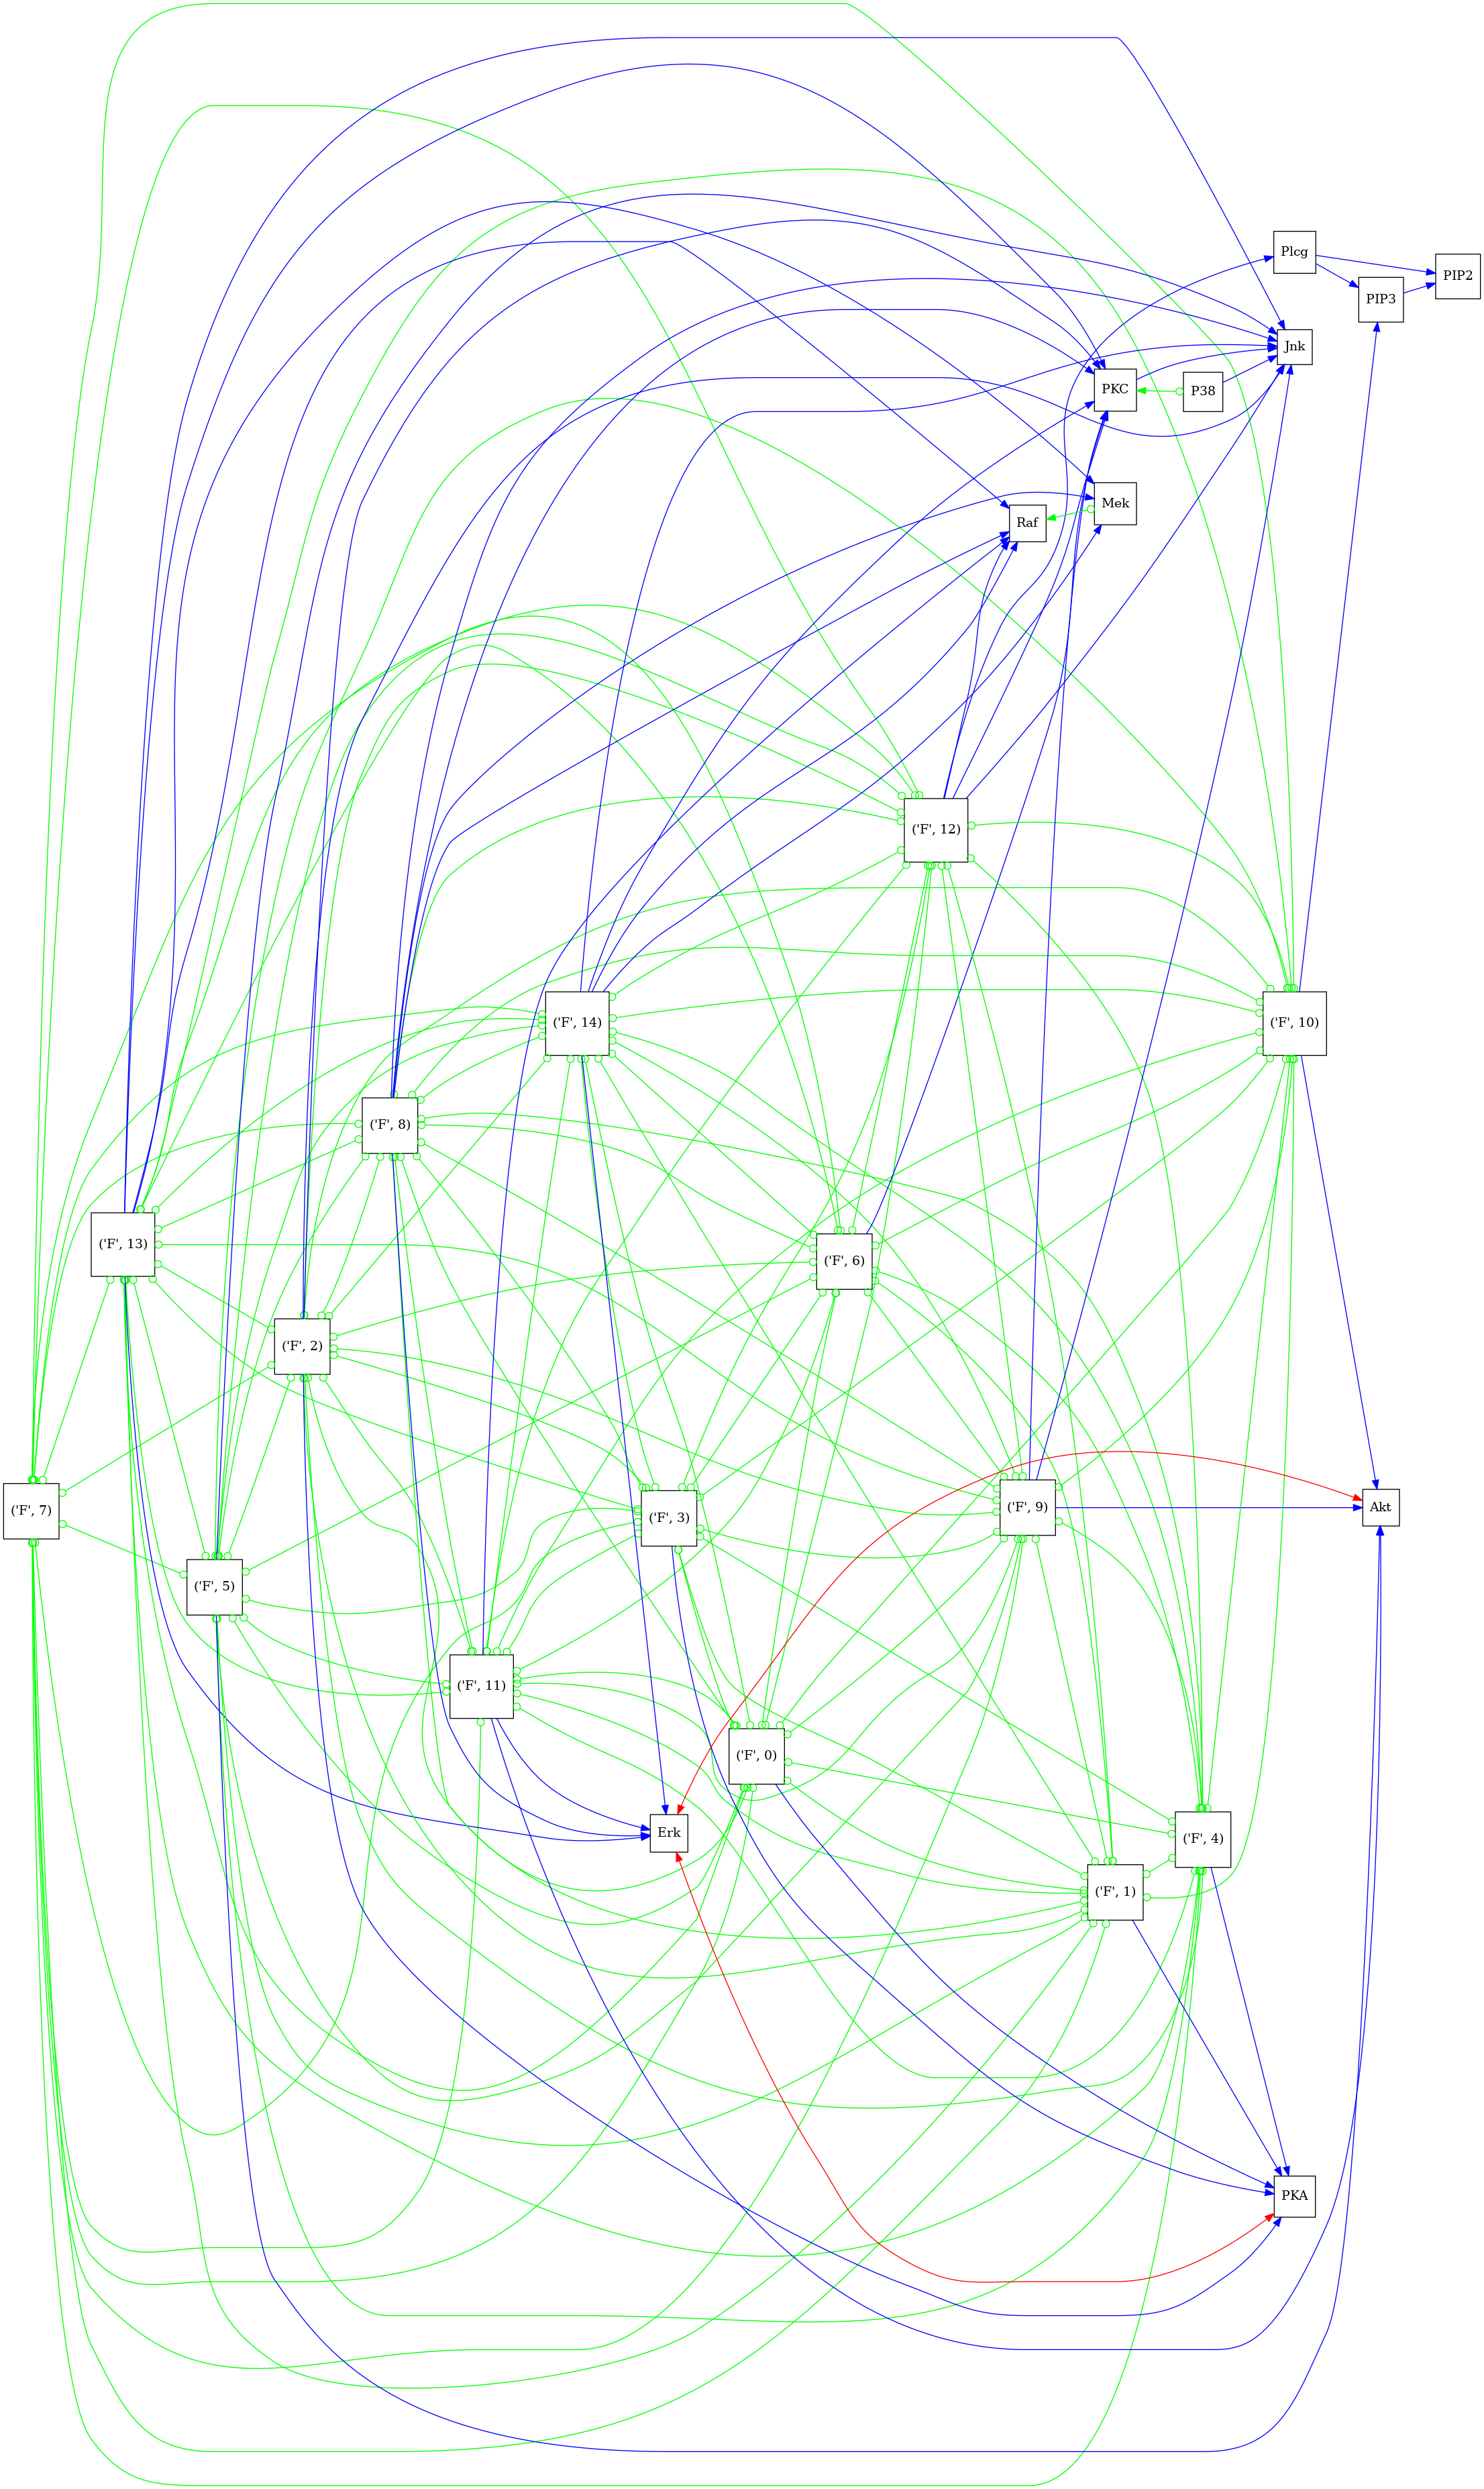 Plcg
PIP2
PIP3
Jnk
PKC
P38
Mek
Raf
('F', 12)
('F', 14)
('F', 10)
('F', 8)
('F', 13)
('F', 6)
('F', 2)
('F', 7)
('F', 3)
('F', 9)
Akt
('F', 5)
('F', 11)
('F', 0)
Erk
('F', 4)
('F', 1)
PKA